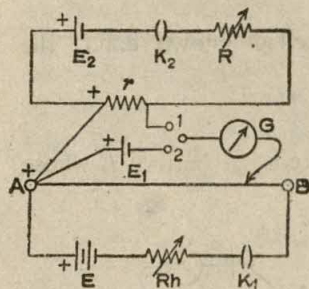 + E₂ K₂ R
+ r
1
+ 2 G
E₁
+
A B
+ E Rh K₁